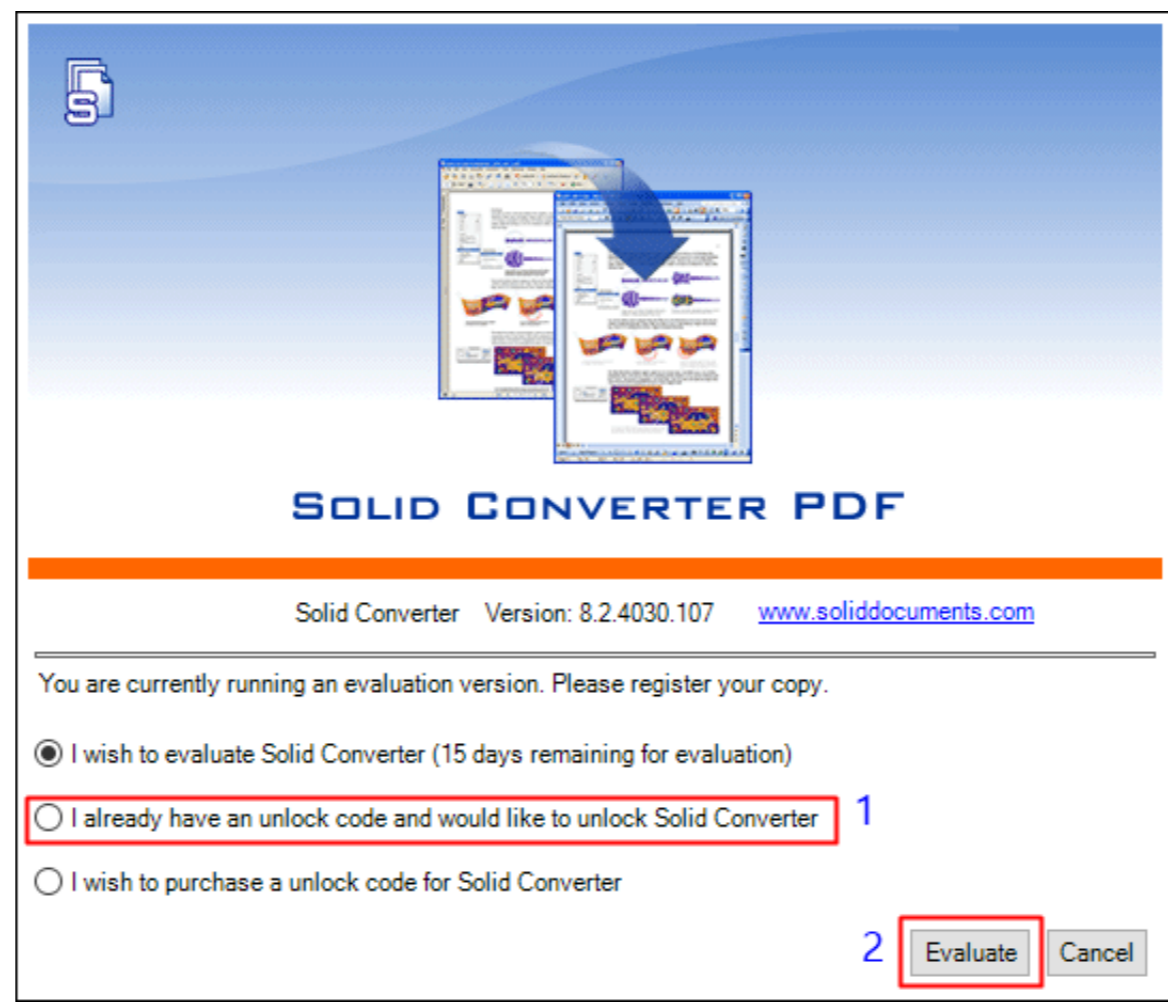 S
SOLID CONVERTER PDF
Solid Converter Version: 8.2.4030.107 www.soliddocuments.com
You are currently running an evaluation version. Please register your copy.
I wish to evaluate Solid Converter (15 days remaining for evaluation)
I already have an unlock code and would like to unlock Solid Converter 1
I wish to purchase a unlock code for Solid Converter
2 Evaluate Cancel